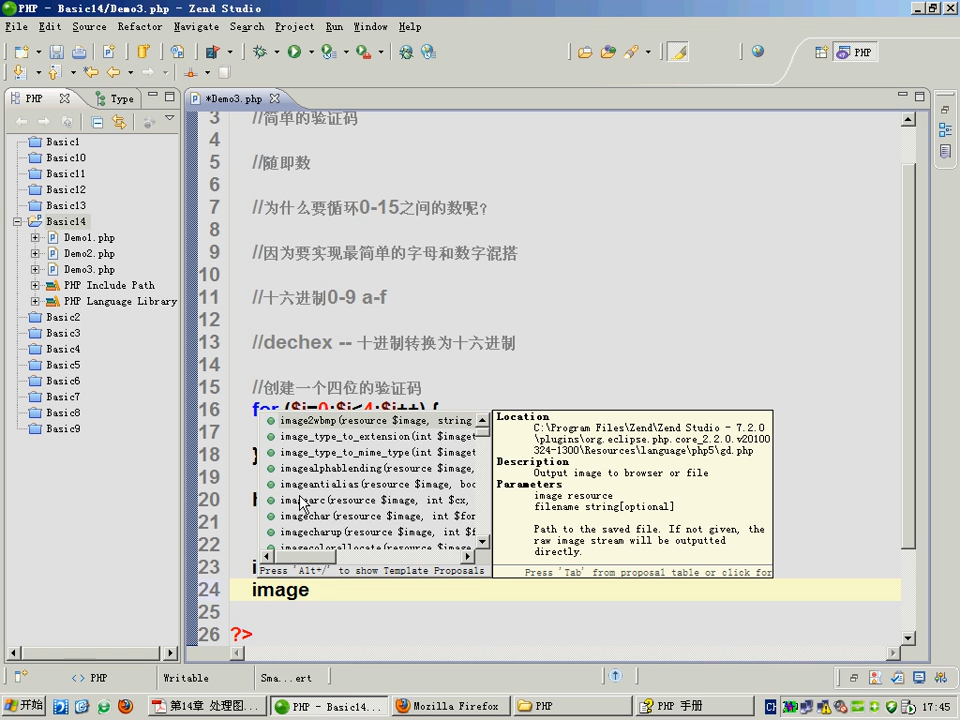 PHP - Basic14/Demo3.php - Zend Studio
File Edit Source Refactor Navigate Search Project Run Window Help
PHP
PHP Type
*Demo3.php
Basic1
Basic10
Basic11
Basic12
Basic13
Basic14
Demo1.php
Demo2.php
Demo3.php
PHP Include Path
PHP Language Library
Basic2
Basic3
Basic4
Basic5
Basic6
Basic7
Basic8
Basic9
3 //简单的验证码
4
5 //随即数
6
7 //为什么要循环0-15之间的数呢?
8
9 //因为要实现最简单的字母和数字混搭
10
11 //十六进制0-9 a-f
12
13 //dechex -- 十进制转换为十六进制
14
15 //创建一个四位的验证码
16 for ($i=0;$i<4;$i++) {
17
18 }
19
20
21
22
23
24 image
25
26 ?>
image2wbmp(resource $image, string
image_type_to_extension(int $imaget
image_type_to_mime_type(int $imaget
imagealphablending(resource $image,
imageantialias(resource $image, boo
imagearc(resource $image, int $cx,
imagechar(resource $image, int $fon
imagecharup(resource $image, int $f
imagecolorallocate(resource $image
Press 'Alt+/' to show Template Proposals
Location
C:\Program Files\Zend\Zend Studio - 7.2.0
\plugins\org.eclipse.php.core_2.2.0.v20100
324-1300\Resources\language\php5\gd.php
Description
Output image to browser or file
Parameters
image resource
filename string[optional]
Path to the saved file. If not given, the
raw image stream will be outputted
directly.
Press 'Tab' from proposal table or click for
PHP Writable Sma...ert
开始 第14章 处理图... PHP - Basic14... Mozilla Firefox PHP PHP 手册 CH 17:45